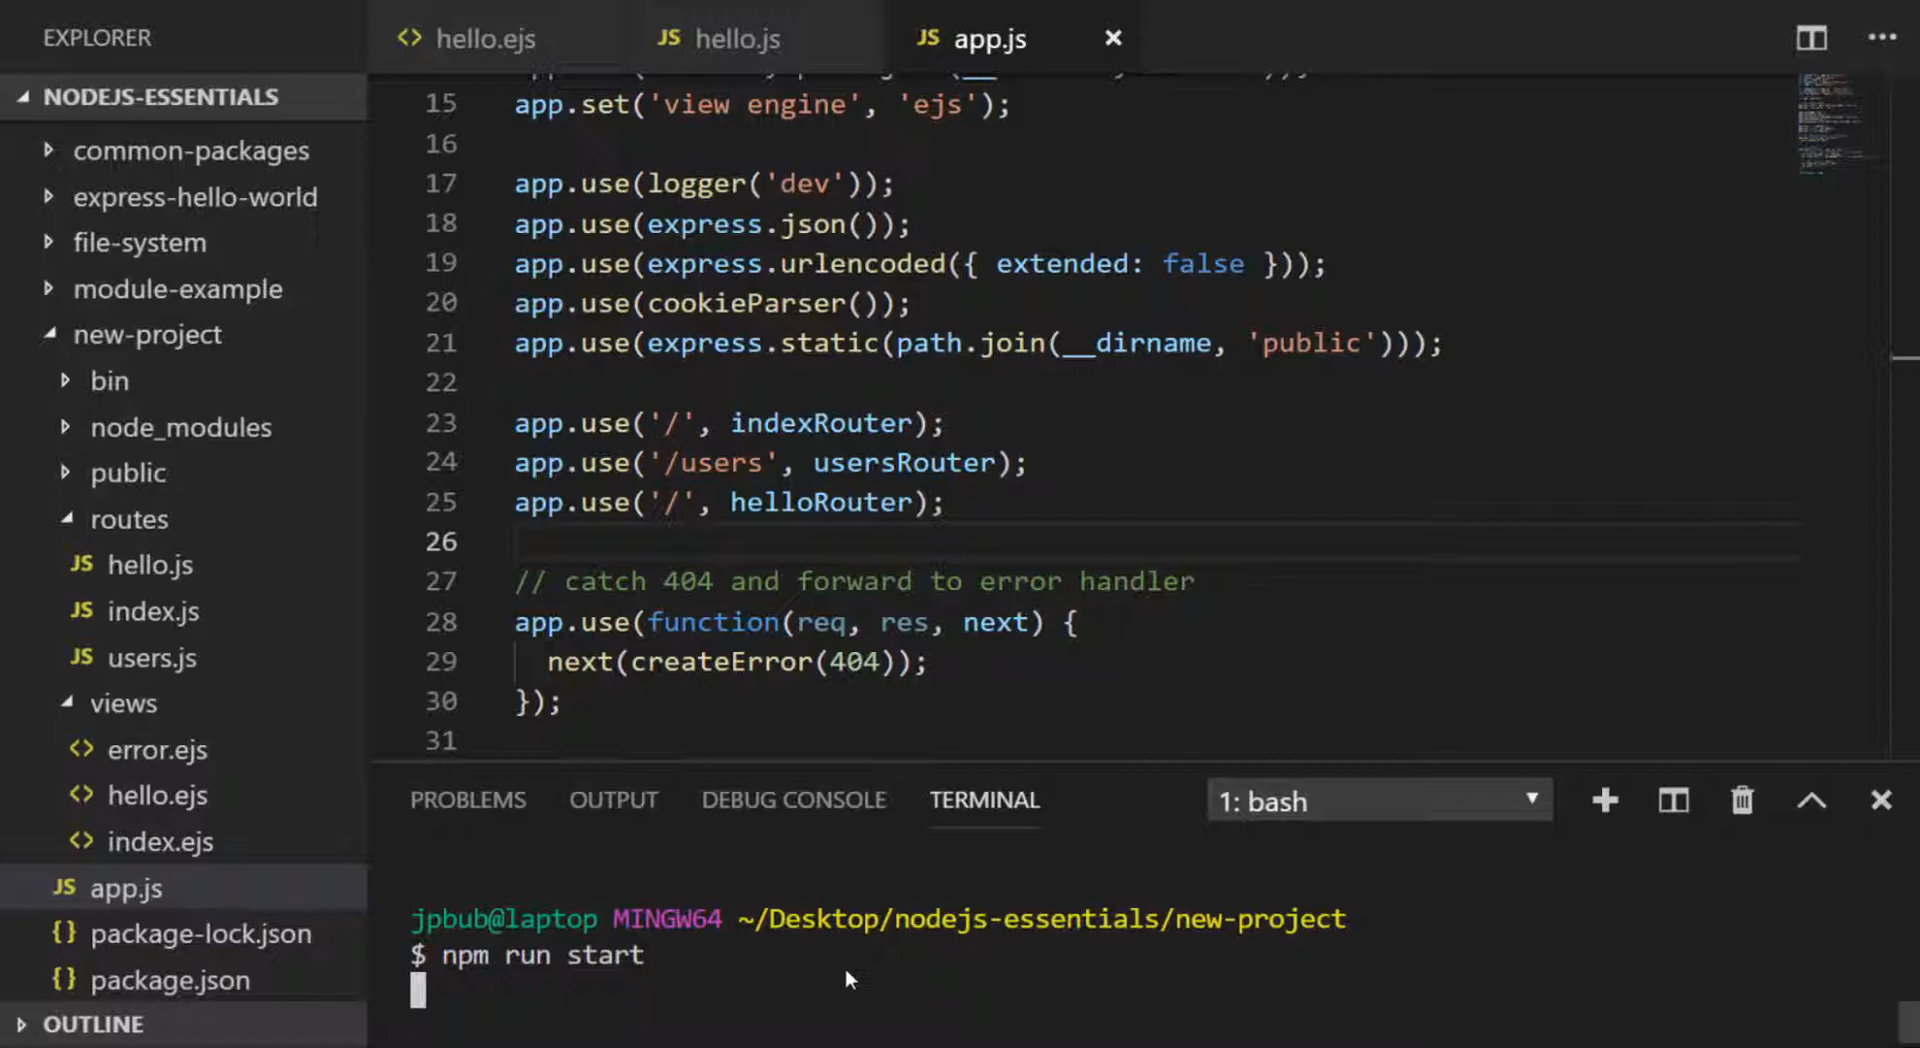 EXPLORER
NODEJS-ESSENTIALS
common-packages
express-hello-world
file-system
module-example
new-project
bin
node_modules
public
routes
JS hello.js
JS index.js
JS users.js
views
<> error.ejs
<> hello.ejs
<> index.ejs
JS app.js
{} package-lock.json
{} package.json
OUTLINE
<> hello.ejs
JS hello.js
JS app.js
15 app.set('view engine', 'ejs');
16
17 app.use(logger('dev'));
18 app.use(express.json());
19 app.use(express.urlencoded({ extended: false }));
20 app.use(cookieParser());
21 app.use(express.static(path.join(__dirname, 'public')));
22
23 app.use('/', indexRouter);
24 app.use('/users', usersRouter);
25 app.use('/', helloRouter);
26
27 // catch 404 and forward to error handler
28 app.use(function(req, res, next) {
29 next(createError(404));
30 });
31
PROBLEMS OUTPUT DEBUG CONSOLE TERMINAL
1: bash
jpbub@laptop MINGW64 ~/Desktop/nodejs-essentials/new-project
$ npm run start